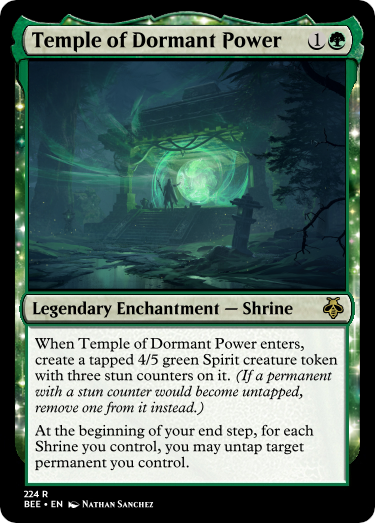 Temple of Dormant Power 1
Legendary Enchantment — Shrine
When Temple of Dormant Power enters,
create a tapped 4/5 green Spirit creature token
with three stun counters on it. (If a permanent
with a stun counter would become untapped,
remove one from it instead.)
At the beginning of your end step, for each
Shrine you control, you may untap target
permanent you control.
224 R
BEE • EN Nathan Sanchez